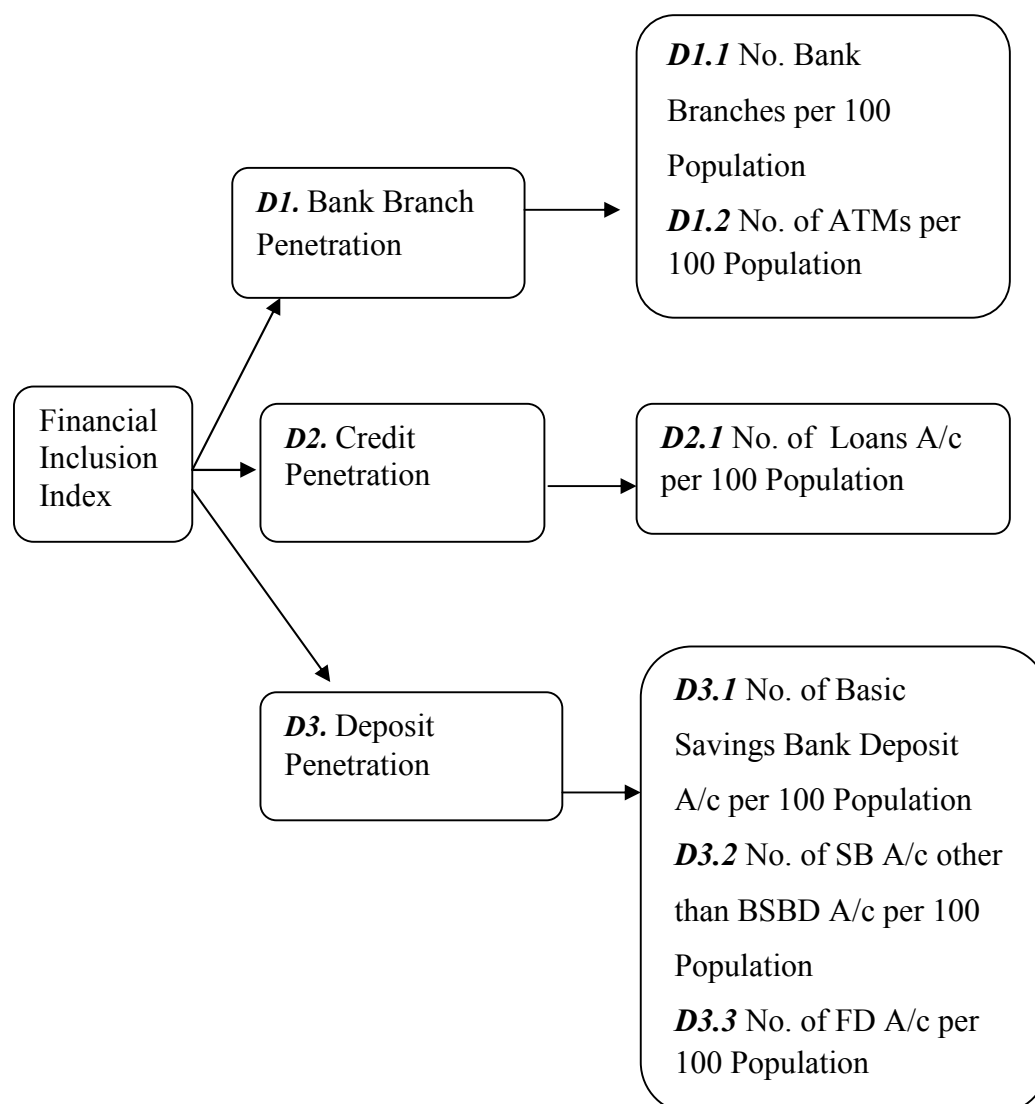 D1.1 No. Bank
Branches per 100
Population
D1.2 No. of ATMs per
100 Population
D1. Bank Branch
Penetration
Financial
Inclusion
Index
D2. Credit
Penetration
D2.1 No. of Loans A/c
per 100 Population
D3. Deposit
Penetration
D3.1 No. of Basic
Savings Bank Deposit
A/c per 100 Population
D3.2 No. of SB A/c other
than BSBD A/c per 100
Population
D3.3 No. of FD A/c per
100 Population